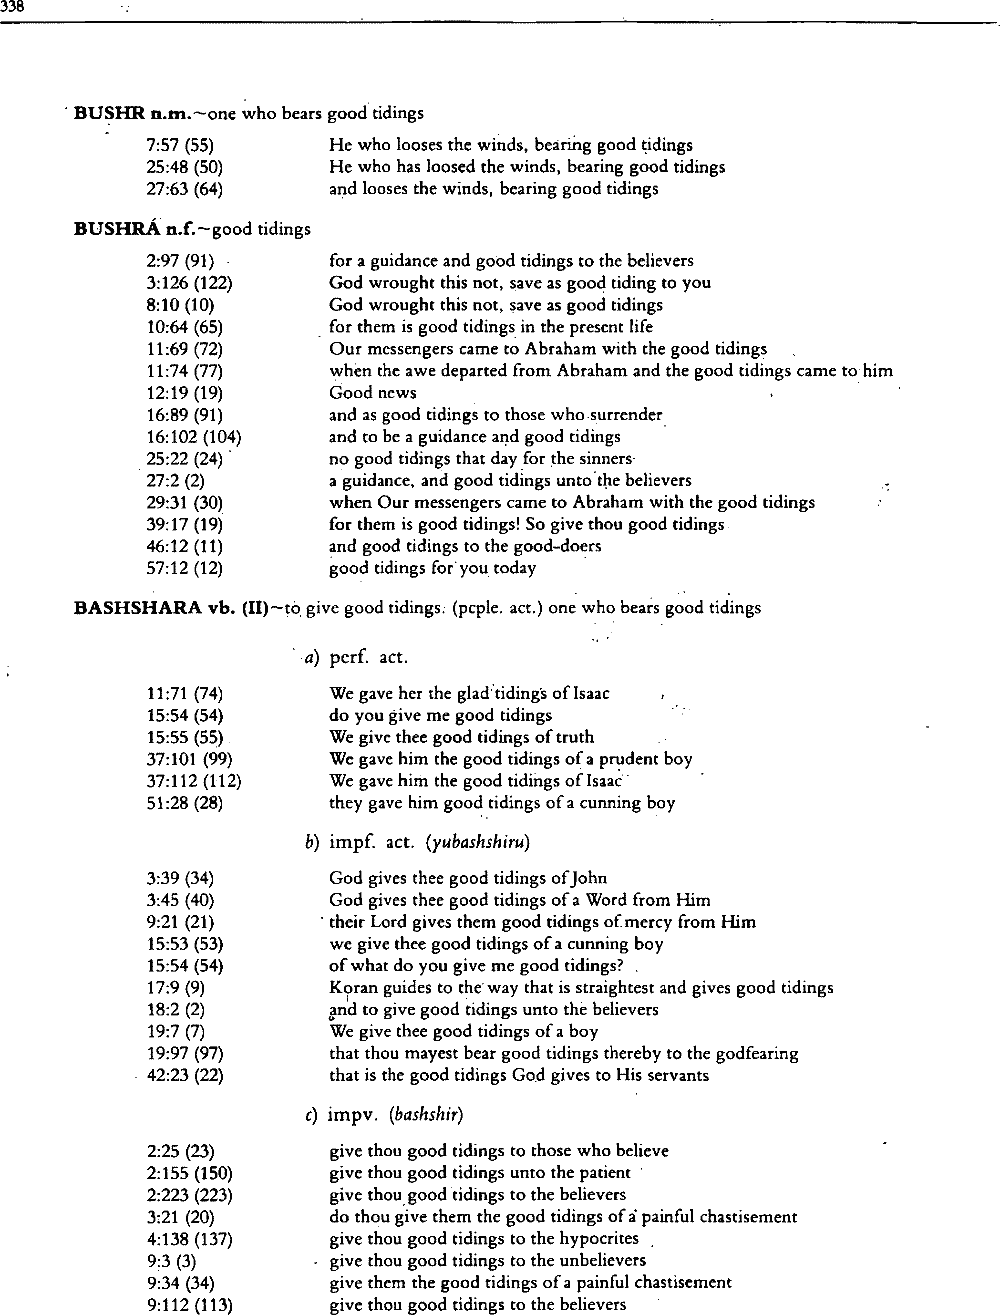 338
BUSHR n.m.~one who bears good tidings
7:57 (55) He who looses the winds, bearing good tidings
25:48 (50) He who has loosed the winds, bearing good tidings
27:63 (64) and looses the winds, bearing good tidings
BUSHRÁ n.f.~good tidings
2:97 (91) for a guidance and good tidings to the believers
3:126 (122) God wrought this not, save as good tiding to you
8:10 (10) God wrought this not, save as good tidings
10:64 (65) for them is good tidings in the present life
11:69 (72) Our messengers came to Abraham with the good tidings
11:74 (77) when the awe departed from Abraham and the good tidings came to him
12:19 (19) Good news
16:89 (91) and as good tidings to those who surrender
16:102 (104) and to be a guidance and good tidings
25:22 (24) no good tidings that day for the sinners
27:2 (2) a guidance, and good tidings unto the believers
29:31 (30) when Our messengers came to Abraham with the good tidings
39:17 (19) for them is good tidings! So give thou good tidings
46:12 (11) and good tidings to the good-doers
57:12 (12) good tidings for you today
BASHSHARA vb. (II)~to give good tidings. (pcple. act.) one who bears good tidings
a) perf. act.
11:71 (74) We gave her the glad tidings of Isaac
15:54 (54) do you give me good tidings
15:55 (55) We give thee good tidings of truth
37:101 (99) We gave him the good tidings of a prudent boy
37:112 (112) We gave him the good tidings of Isaac
51:28 (28) they gave him good tidings of a cunning boy
b) impf. act. (yubashshiru)
3:39 (34) God gives thee good tidings of John
3:45 (40) God gives thee good tidings of a Word from Him
9:21 (21) their Lord gives them good tidings of mercy from Him
15:53 (53) we give thee good tidings of a cunning boy
15:54 (54) of what do you give me good tidings?
17:9 (9) Koran guides to the way that is straightest and gives good tidings
18:2 (2) and to give good tidings unto the believers
19:7 (7) We give thee good tidings of a boy
19:97 (97) that thou mayest bear good tidings thereby to the godfearing
42:23 (22) that is the good tidings God gives to His servants
c) impv. (bashshir)
2:25 (23) give thou good tidings to those who believe
2:155 (150) give thou good tidings unto the patient
2:223 (223) give thou good tidings to the believers
3:21 (20) do thou give them the good tidings of a painful chastisement
4:138 (137) give thou good tidings to the hypocrites
9:3 (3) give thou good tidings to the unbelievers
9:34 (34) give them the good tidings of a painful chastisement
9:112 (113) give thou good tidings to the believers